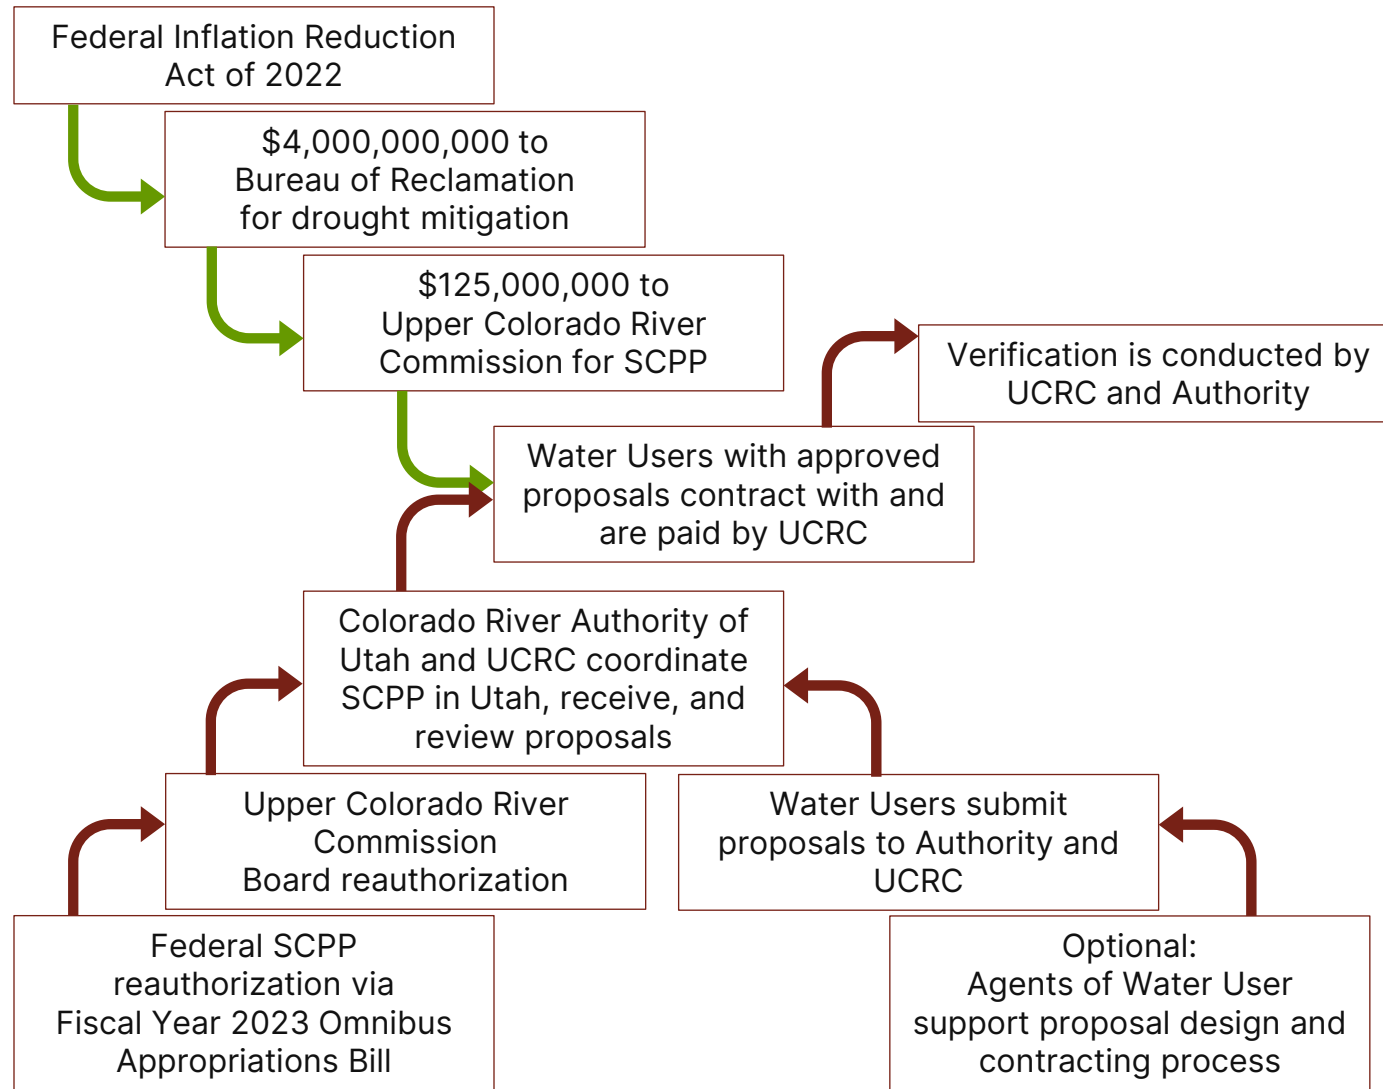 Federal Inflation Reduction
Act of 2022
$4,000,000,000 to
Bureau of Reclamation
for drought mitigation
$125,000,000 to
Upper Colorado River
Commission for SCPP
Verification is conducted by
UCRC and Authority
Water Users with approved
proposals contract with and
are paid by UCRC
Colorado River Authority of
Utah and UCRC coordinate
SCPP in Utah, receive, and
review proposals
Upper Colorado River
Commission
Board reauthorization
Water Users submit
proposals to Authority and
UCRC
Federal SCPP
reauthorization via
Fiscal Year 2023 Omnibus
Appropriations Bill
Optional:
Agents of Water User
support proposal design and
contracting process